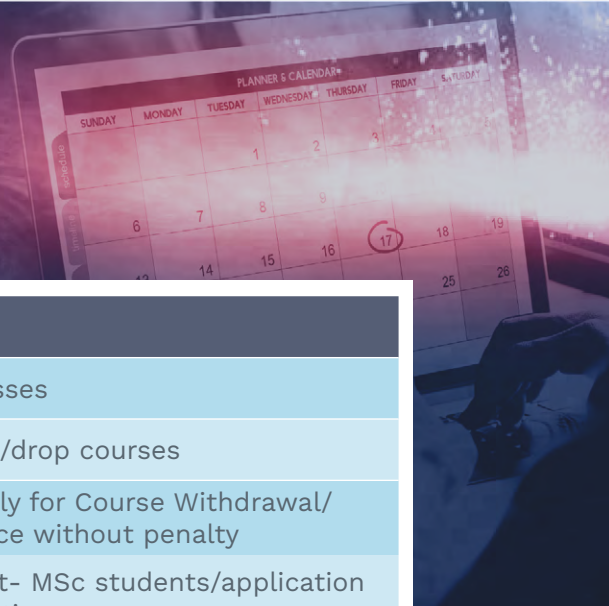 PLANNER & CALENDAR
SUNDAY MONDAY TUESDAY WEDNESDAY THURSDAY FRIDAY SATURDAY
schedule
1 2 3
6 7 8 9
14 15 16 17 18 19
25 26
sses
/drop courses
ly for Course Withdrawal/
ce without penalty
t- MSc students/application